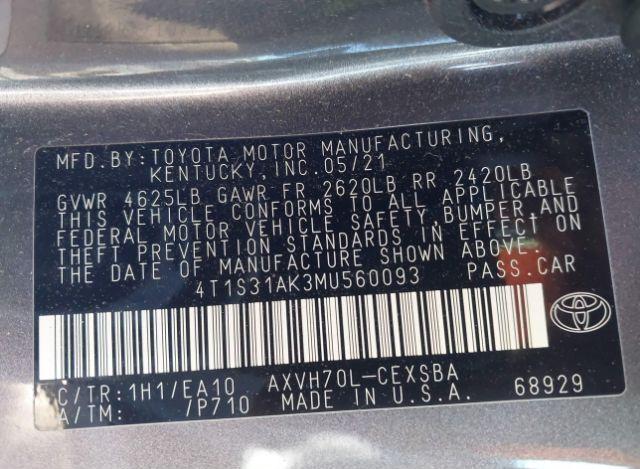 MFD BY:TOYOTA MOTOR MANUFACTURING,
KENTUCKY, INC. 05/21
GVWR 4625LB GAWR FR 2620LB RR 2420LB
THIS VEHICLE CONFORMS TO ALL APPLICABLE
FEDERAL MOTOR VEHICLE SAFETY BUMPER AND
THEFT PREVENTION STANDARDS IN EFFECT ON
THE DATE OF MANUFACTURE SHOWN ABOVE.
4T1S31AK3MU560093 PASS.CAR
C/TR:1H1/EA10 AXVH70L-CEXSBA
A/TM: /P710 MADE IN U.S.A. 68929